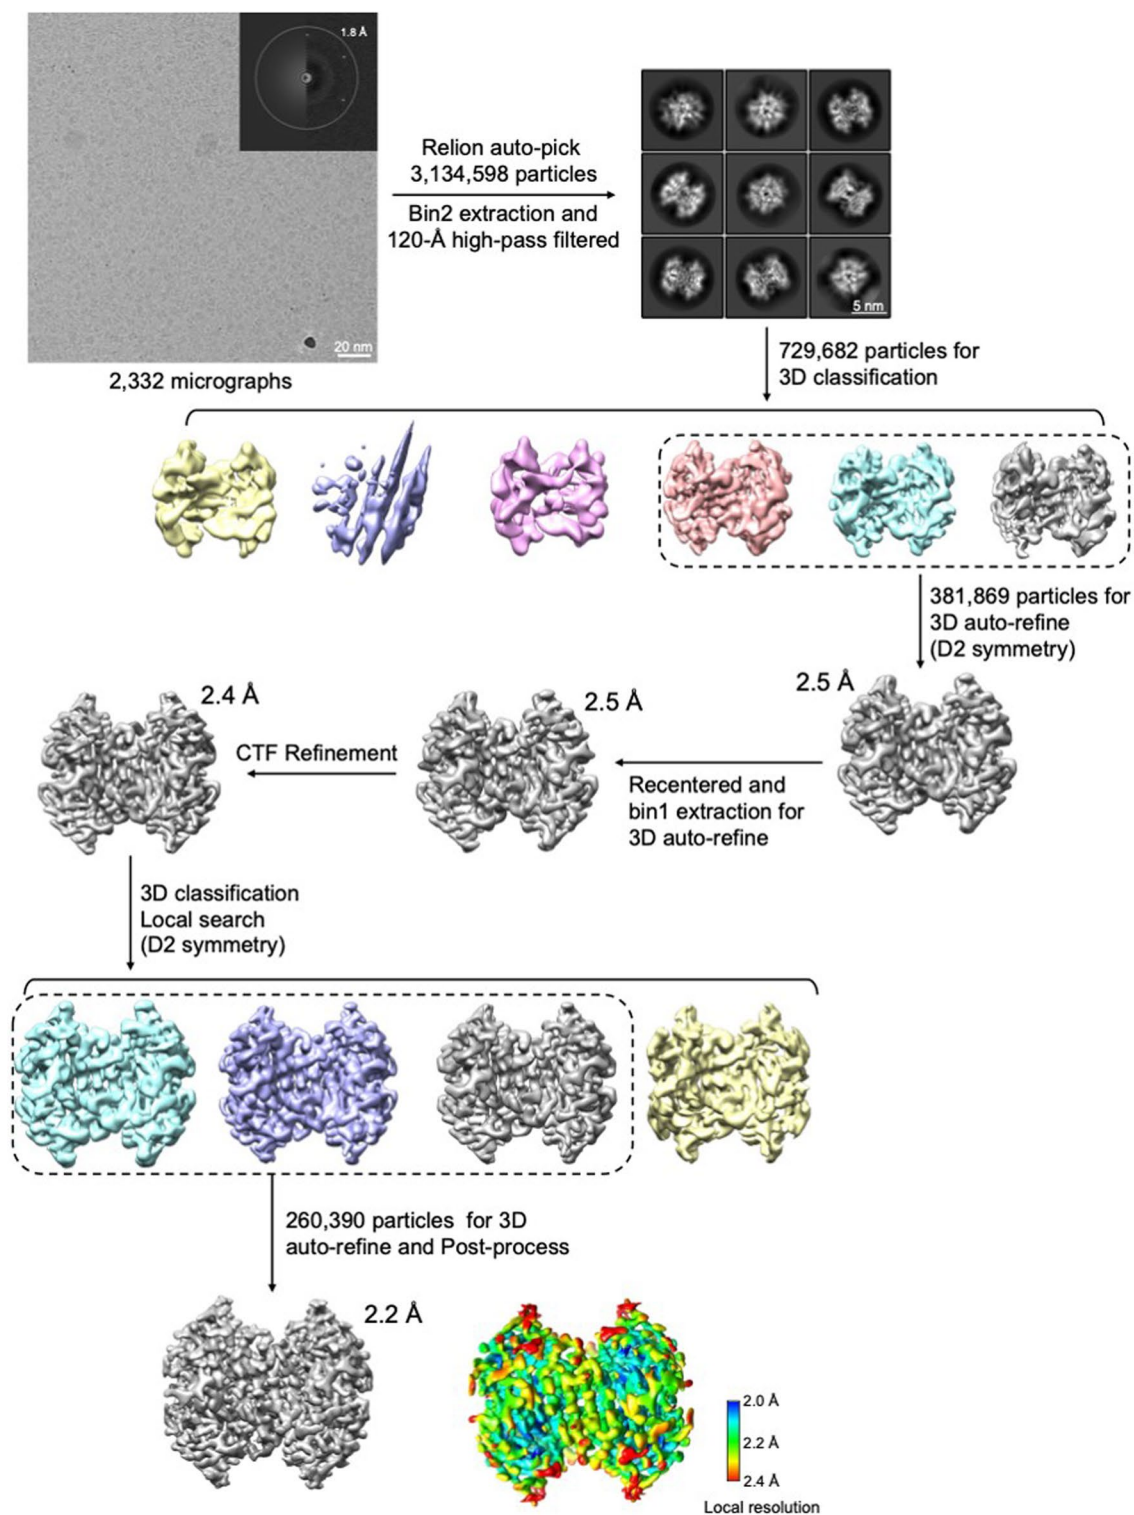 1.8 Å
20 nm
2,332 micrographs
Relion auto-pick
3,134,598 particles
Bin2 extraction and
120-Å high-pass filtered
5 nm
729,682 particles for
3D classification
381,869 particles for
3D auto-refine
(D2 symmetry)
2.5 Å
Recentered and
bin1 extraction for
3D auto-refine
2.5 Å
CTF Refinement
2.4 Å
3D classification
Local search
(D2 symmetry)
260,390 particles for 3D
auto-refine and Post-process
2.2 Å
2.0 Å
2.2 Å
2.4 Å
Local resolution